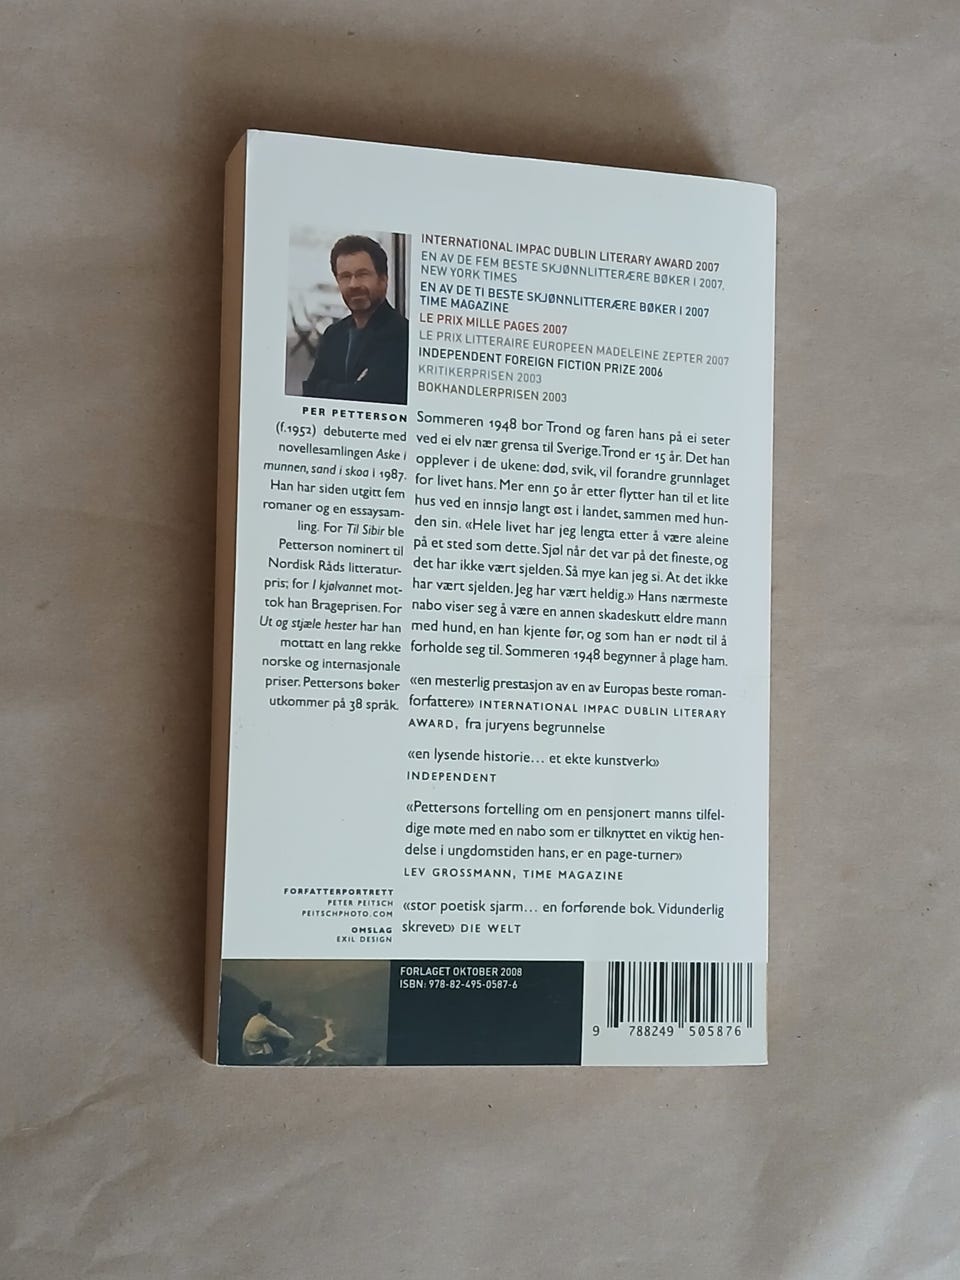 INTERNATIONAL IMPAC DUBLIN LITERARY AWARD 2007
EN AV DE FEM BESTE SKJØNNLITTERÆRE BØKER I 2007,
NEW YORK TIMES
EN AV DE TI BESTE SKJØNNLITTERÆRE BØKER I 2007
TIME MAGAZINE
LE PRIX MILLE PAGES 2007
LE PRIX LITTERAIRE EUROPEEN MADELEINE ZEPTER 2007
INDEPENDENT FOREIGN FICTION PRIZE 2006
KRITIKERPRISEN 2003
BOKHANDLERPRISEN 2003
PER PETTERSON
(f.1952) debuterte med
novellesamlingen Aske i
munnen, sand i skoa i 1987.
Han har siden utgitt fem
romaner og en essaysam-
ling. For Til Sibir ble
Petterson nominert til
Nordisk Råds litteratur-
pris; for I kjølvannet mot-
tok han Brageprisen. For
Ut og stjæle hester har han
mottatt en lang rekke
norske og internasjonale
priser. Pettersons bøker
utkommer på 38 språk.
Sommeren 1948 bor Trond og faren hans på ei seter
ved ei elv nær grensa til Sverige. Trond er 15 år. Det han
opplever i de ukene: død, svik, vil forandre grunnlaget
for livet hans. Mer enn 50 år etter flytter han til et lite
hus ved en innsjø langt øst i landet, sammen med hun-
den sin. «Hele livet har jeg lengta etter å være aleine
på et sted som dette. Sjøl når det var på det fineste, og
det har ikke vært sjelden. Så mye kan jeg si. At det ikke
har vært sjelden. Jeg har vært heldig.» Hans nærmeste
nabo viser seg å være en annen skadeskutt eldre mann
med hund, en han kjente før, og som han er nødt til å
forholde seg til. Sommeren 1948 begynner å plage ham.
«en mesterlig prestasjon av en av Europas beste roman-
forfattere» INTERNATIONAL IMPAC DUBLIN LITERARY
AWARD, fra juryens begrunnelse
«en lysende historie... et ekte kunstverk»
INDEPENDENT
«Pettersons fortelling om en pensjonert manns tilfel-
dige møte med en nabo som er tilknyttet en viktig hen-
delse i ungdomstiden hans, er en page-turner»
LEV GROSSMANN, TIME MAGAZINE
«stor poetisk sjarm... en forførende bok. Vidunderlig
skrevet» DIE WELT
FORFATTERPORTRETT
PETER PEITSCH
PEITSCHPHOTO.COM
OMSLAG
EXIL DESIGN
FORLAGET OKTOBER 2008
ISBN: 978-82-495-0587-6
9 788249 505876